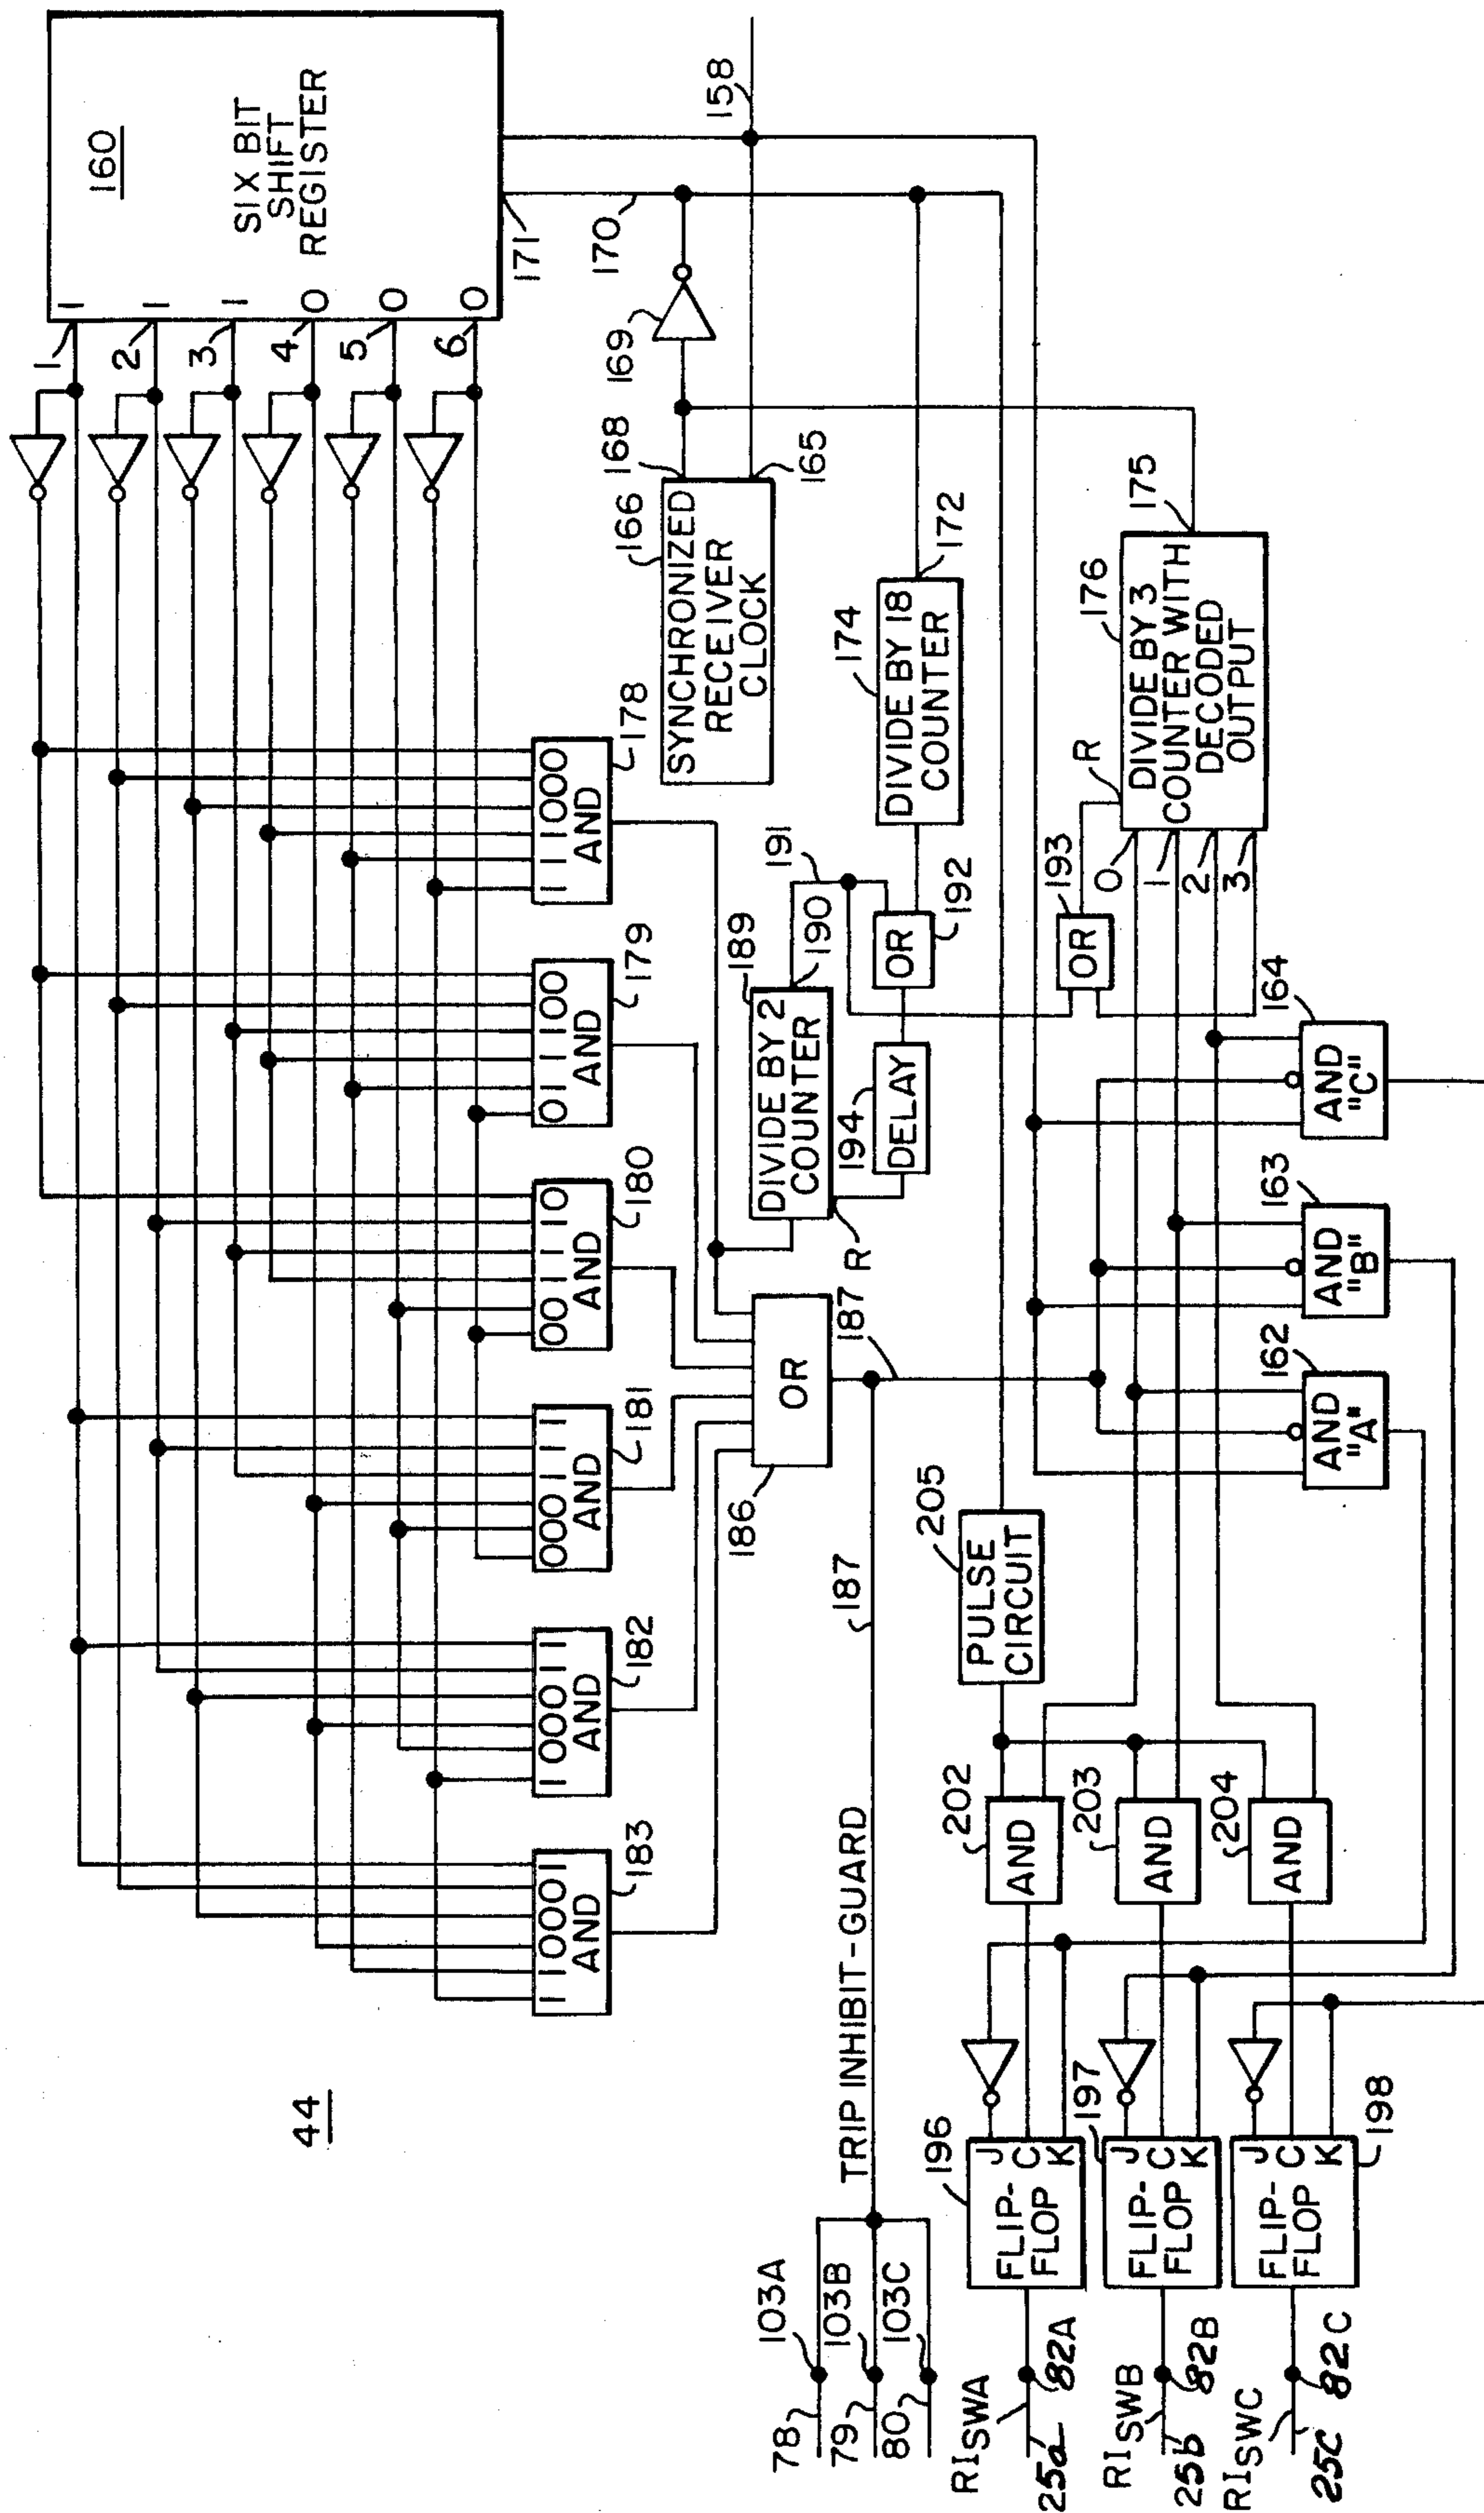 160
SIX BIT
SHIFT
REGISTER
1
1
1
0
0
0
1
2
3
4
5
6
171
170
158
169
168
165
166
SYNCHRONIZED
RECEIVER
CLOCK
172
174
DIVIDE BY 18
COUNTER
175
176
DIVIDE BY 3
COUNTER WITH
DECODED
OUTPUT
R
0
1
2
3
193
OR
192
OR
191
190
189
DIVIDE BY 2
COUNTER
194
DELAY
R
178
111000
AND
179
011100
AND
180
001110
AND
181
000111
AND
182
100011
AND
183
110001
AND
186
OR
187
187
164
AND
"C"
163
AND
"B"
162
AND
"A"
205
PULSE
CIRCUIT
202
AND
203
AND
204
AND
44
TRIP INHIBIT-GUARD
196
FLIP-
FLOP
J
C
K
197
FLIP-
FLOP
J
C
K
198
FLIP-
FLOP
J
C
K
103A
103B
103C
78
79
80
RISWA
82A
25a
RISWB
82B
25b
RISWC
82C
25c